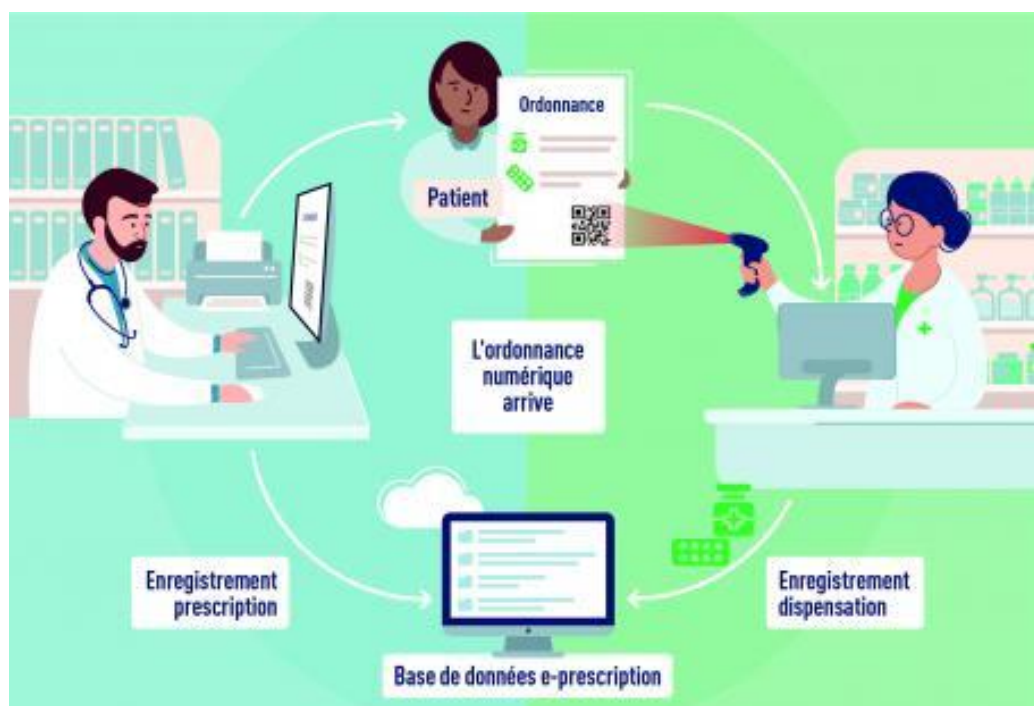 Ordonnance
Patient
L'ordonnance
numérique
arrive
Enregistrement
prescription
Enregistrement
dispensation
Base de données e-prescription